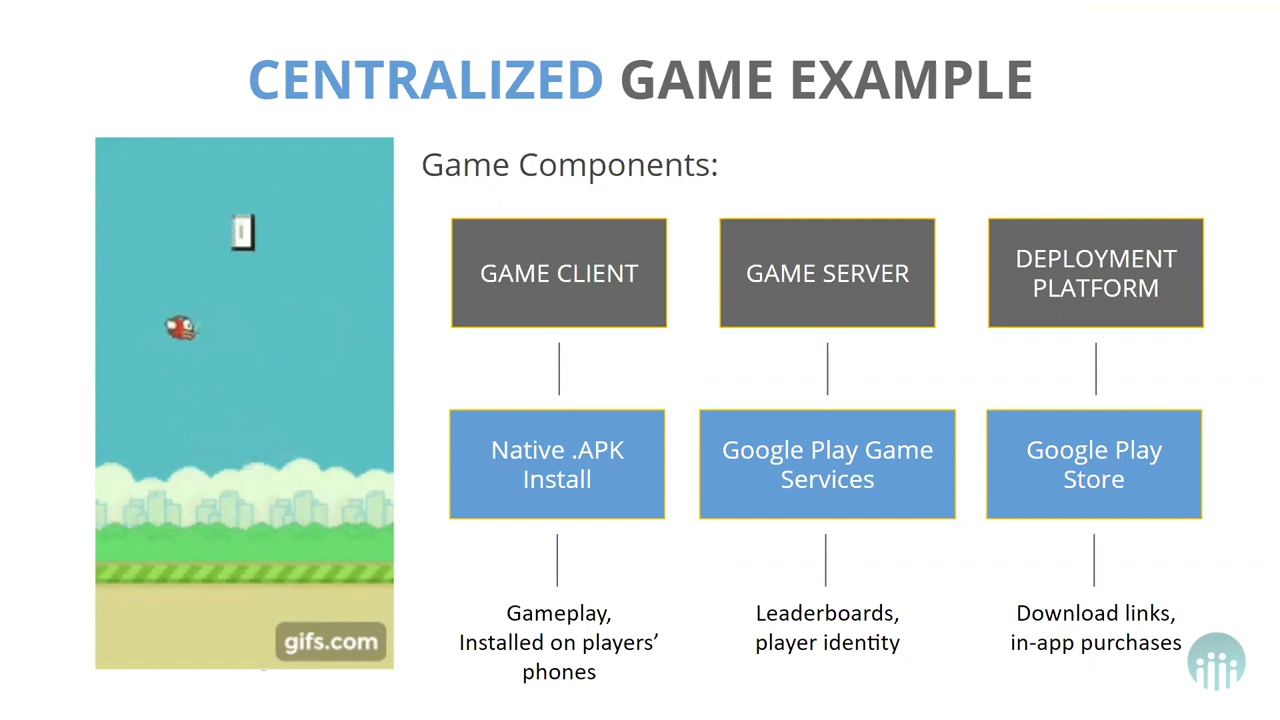 CENTRALIZED GAME EXAMPLE
Game Components:
GAME CLIENT
GAME SERVER
DEPLOYMENT
PLATFORM
Native .APK
Install
Google Play Game
Services
Google Play
Store
Gameplay,
Installed on players’
phones
Leaderboards,
player identity
Download links,
in-app purchases
gifs.com